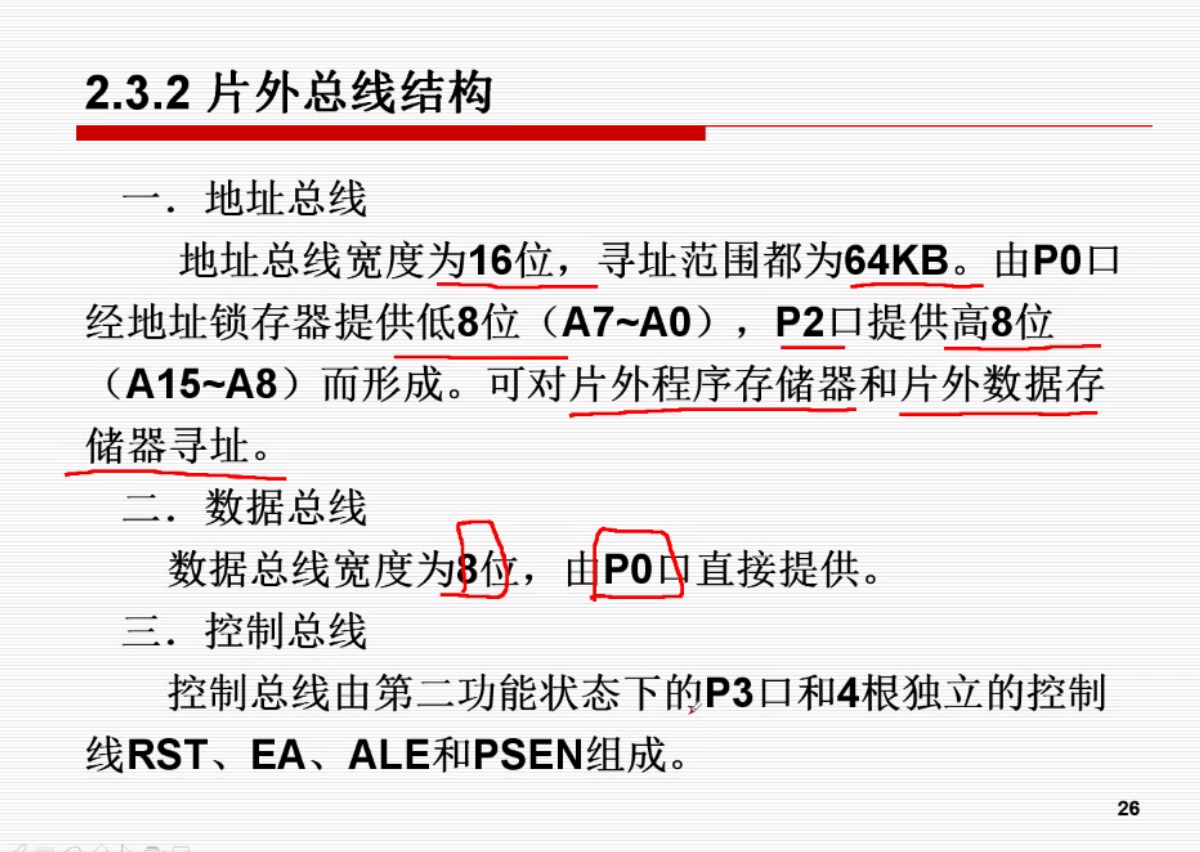 2.3.2 片外总线结构
一．地址总线
地址总线宽度为16位，寻址范围都为64KB。由P0口
经地址锁存器提供低8位（A7~A0），P2口提供高8位
（A15~A8）而形成。可对片外程序存储器和片外数据存
储器寻址。
二．数据总线
数据总线宽度为8位，由P0口直接提供。
三．控制总线
控制总线由第二功能状态下的P3口和4根独立的控制
线RST、EA、ALE和PSEN组成。
26